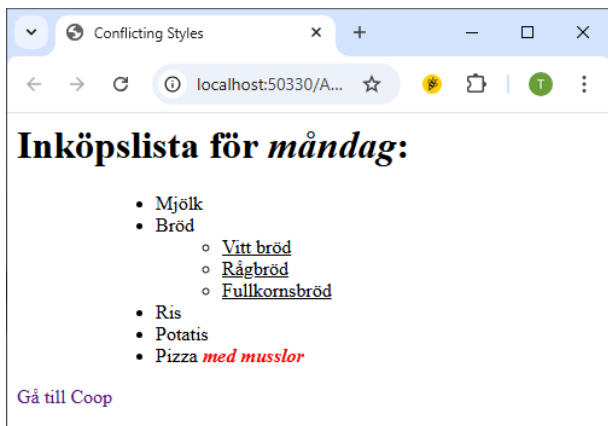 Conflicting Styles
localhost:50330/A...
T
Inköpslista för måndag:
Mjölk
Bröd
Vitt bröd
Rågbröd
Fullkornsbröd
Ris
Potatis
Pizza med musslor
Gå till Coop